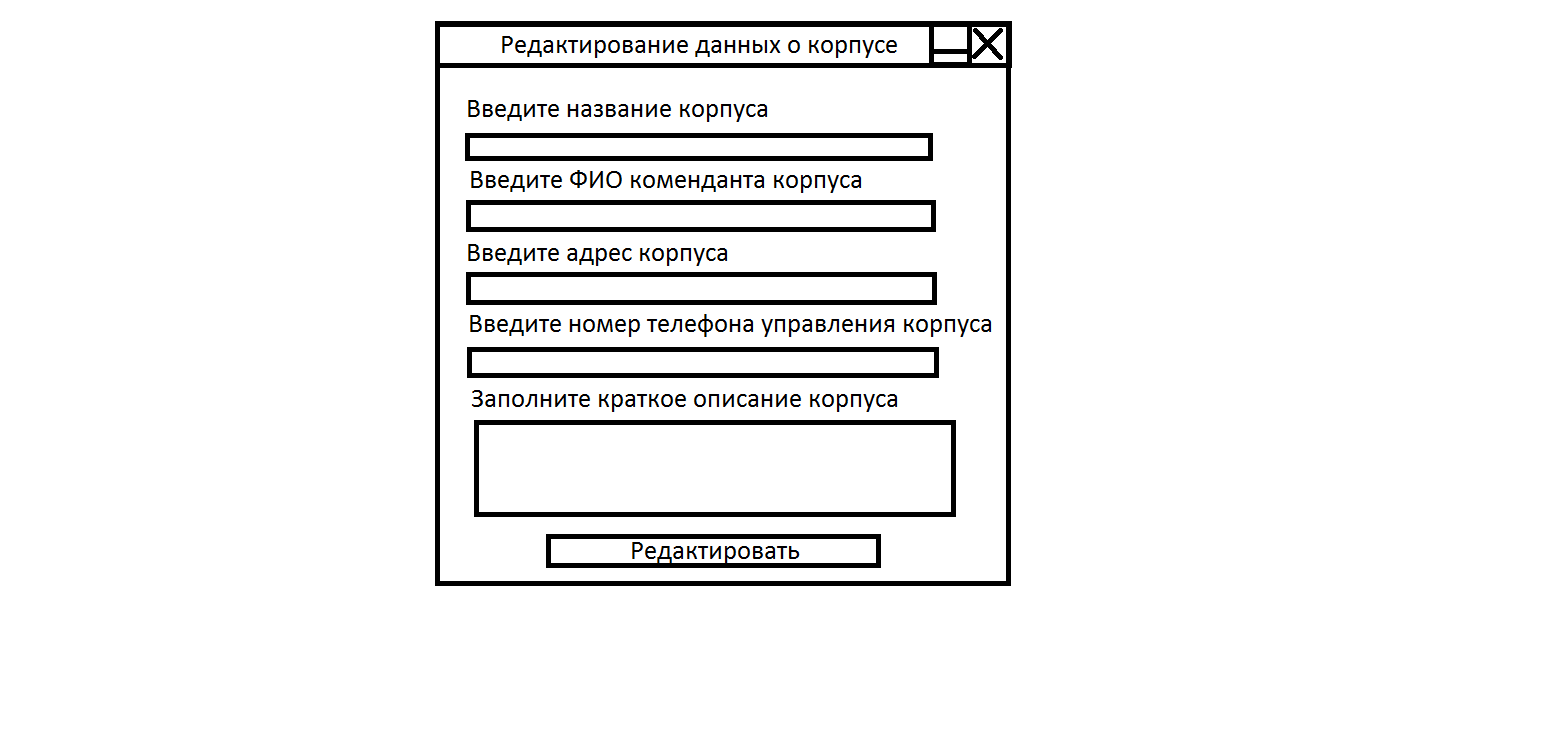 Редактирование данных о корпусе
Введите название корпуса
Введите ФИО коменданта корпуса
Введите адрес корпуса
Введите номер телефона управления корпуса
Заполните краткое описание корпуса
Редактировать